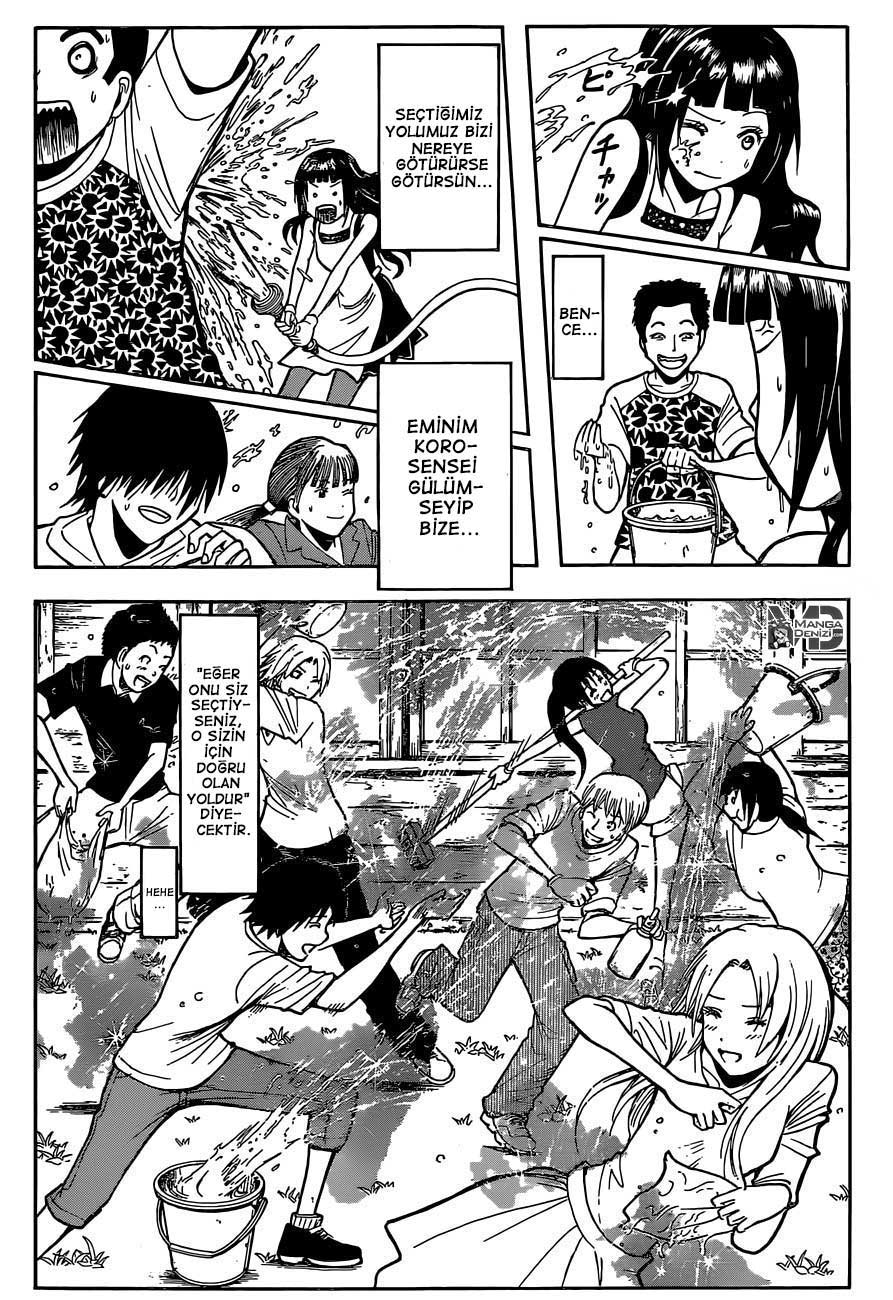 ピ
チャッ
BEN-
CE...
SEÇTİĞİMİZ
YOLUMUZ BİZİ
NEREYE
GÖTÜRÜRSE
GÖTÜRSÜN...
EMİNİM
KORO-
SENSEİ
GÜLÜM-
SEYİP
BİZE...
MANGA
DENİZİ
"EĞER
ONU SİZ
SEÇTİY-
SENİZ,
O SİZİN
İÇİN
DOĞRU
OLAN
YOLDUR"
DİYE-
CEKTİR.
HEHE
...